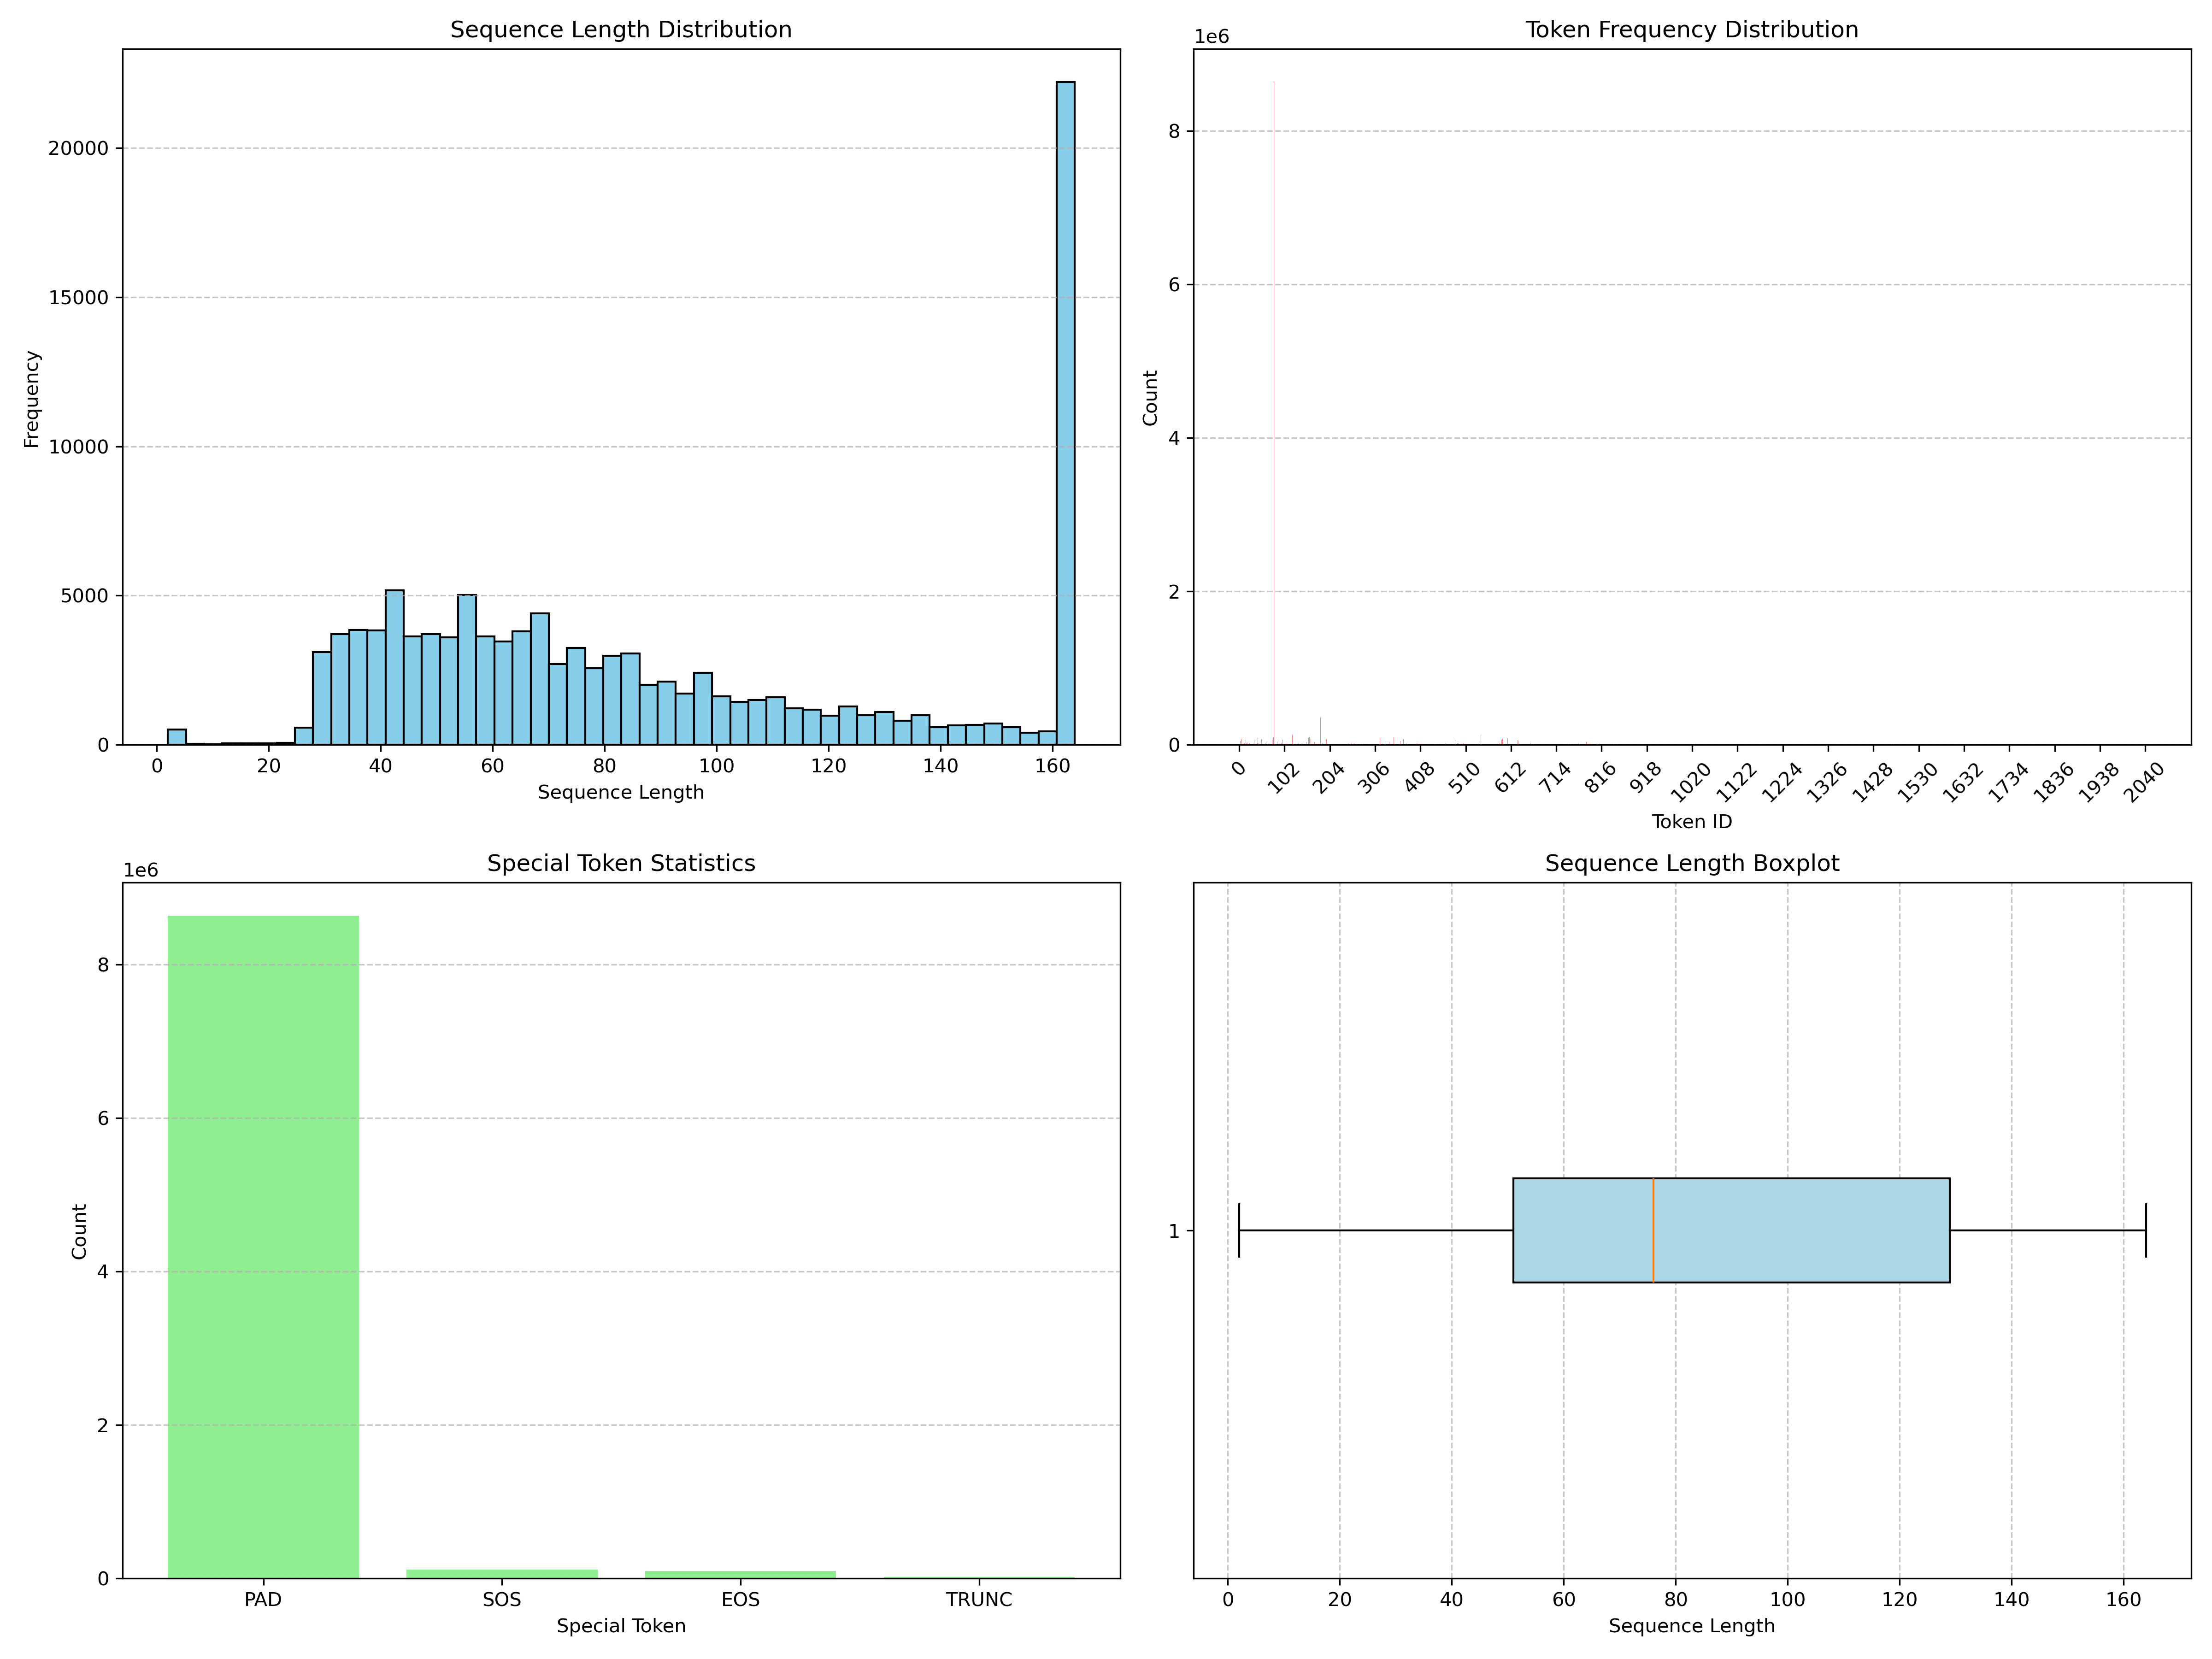 Sequence Length Distribution
Frequency
20000
15000
10000
5000
0
0 20 40 60 80 100 120 140 160
Sequence Length
Token Frequency Distribution
1e6
Count
8
6
4
2
0
0 102 204 306 408 510 612 714 816 918 1020 1122 1224 1326 1428 1530 1632 1734 1836 1938 2040
Token ID
Special Token Statistics
1e6
Count
8
6
4
2
0
PAD SOS EOS TRUNC
Special Token
Sequence Length Boxplot
1
0 20 40 60 80 100 120 140 160
Sequence Length